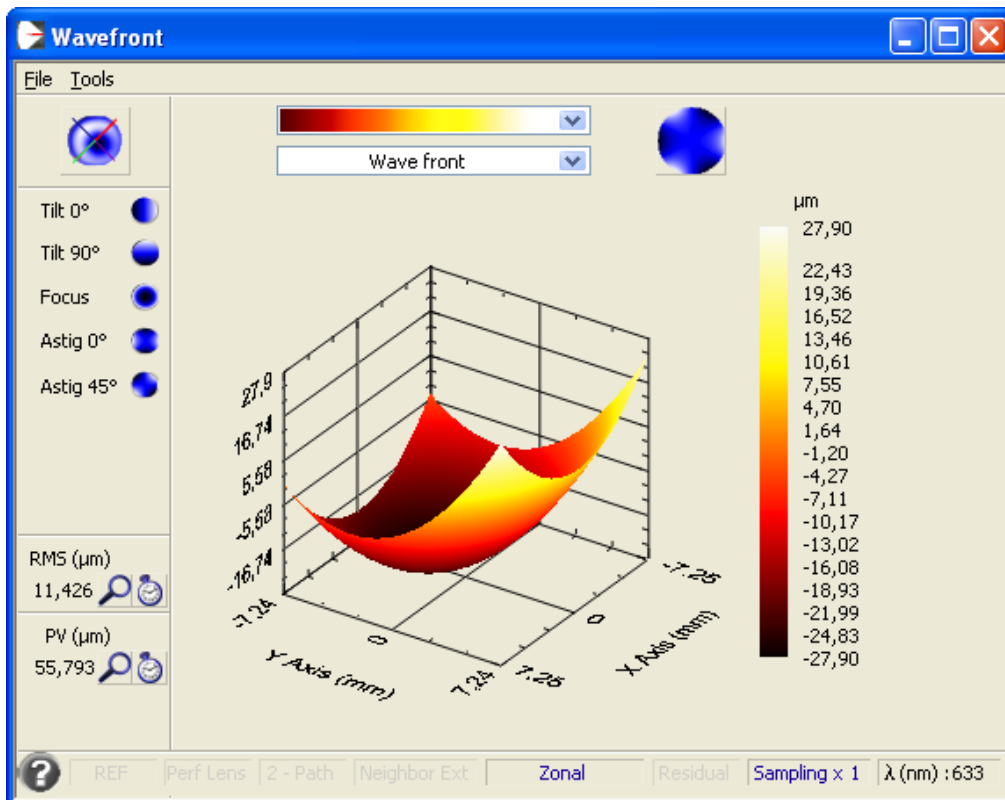 Wavefront
File Tools
Wave front
Tilt 0°
Tilt 90°
Focus
Astig 0°
Astig 45°
RMS (µm)
11,426
PV (µm)
55,793
27,9
16,74
5,58
-5,58
-16,74
-7,24
0
7,24
Y Axis (mm)
7,25
0
-7,25
X Axis (mm)
µm
27,90
22,43
19,36
16,52
13,46
10,61
7,55
4,70
1,64
-1,20
-4,27
-7,11
-10,17
-13,02
-16,08
-18,93
-21,99
-24,83
-27,90
? REF Perf Lens 2 - Path Neighbor Ext Zonal Residual Sampling x 1 λ (nm) :633